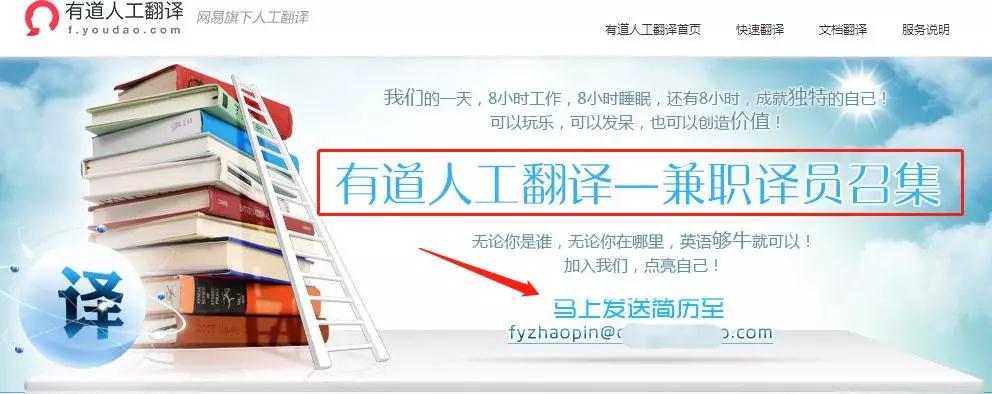 有道人工翻译
f.youdao.com
网易旗下人工翻译
有道人工翻译首页 快速翻译 文档翻译 服务说明
我们的一天，8小时工作，8小时睡眠，还有8小时，成就独特的自己！
可以玩乐，可以发呆，也可以创造价值！
有道人工翻译—兼职译员召集
无论你是谁，无论你在哪里，英语够牛就可以！
加入我们，点亮自己！
马上发送简历至
fyzhaopin@ o.com
译